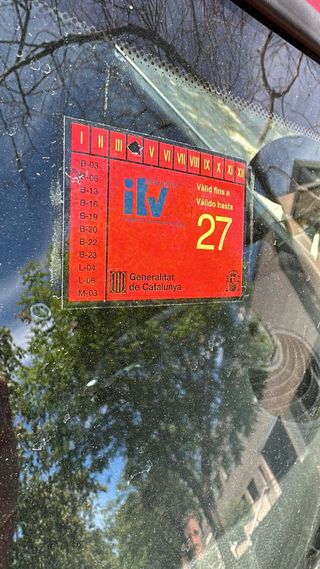 I II III V VI VII VIII IX X XI XII
B-03
B-06
B-13
B-16
B-19
B-20
B-22
B-23
L-04
L-06
M-03
itv
Vàlid fins a
Válido hasta
27
Generalitat
de Catalunya